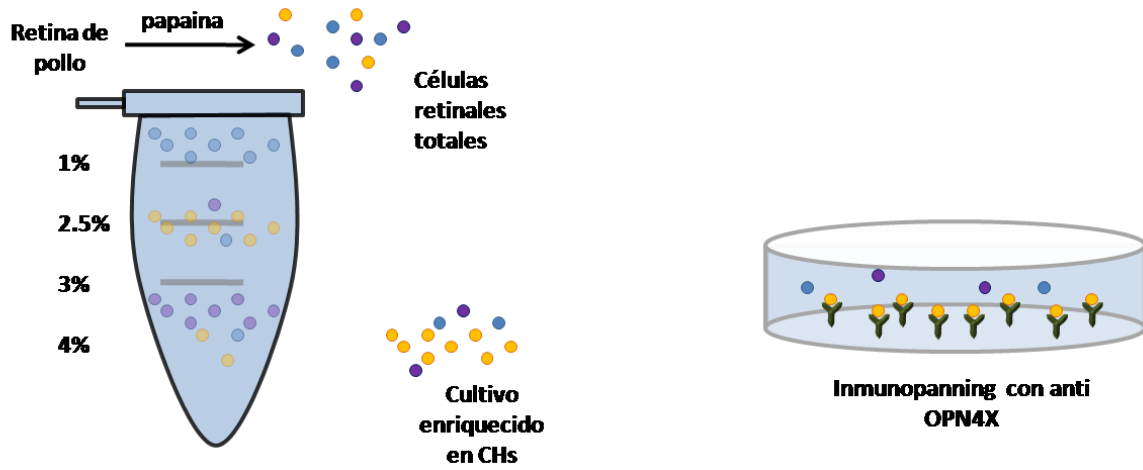 Retina de
pollo
papaina
Células
retinales
totales
1%
2.5%
3%
4%
Cultivo
enriquecido
en CHs
Inmunopanning con anti
OPN4X